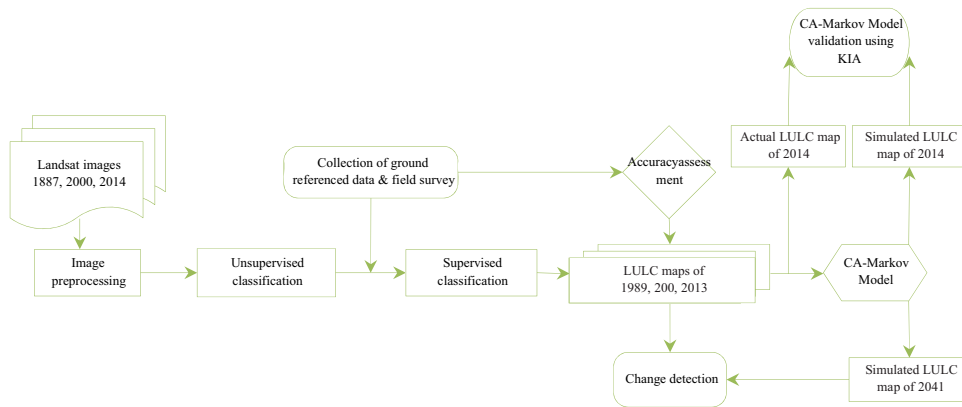 CA-Markov Model
validation using
KIA
Landsat images
1887, 2000, 2014
Collection of ground
referenced data & field survey
Accuracyassess
ment
Actual LULC map
of 2014
Simulated LULC
map of 2014
Image
preprocessing
Unsupervised
classification
Supervised
classification
LULC maps of
1989, 200, 2013
CA-Markov
Model
Change detection
Simulated LULC
map of 2041